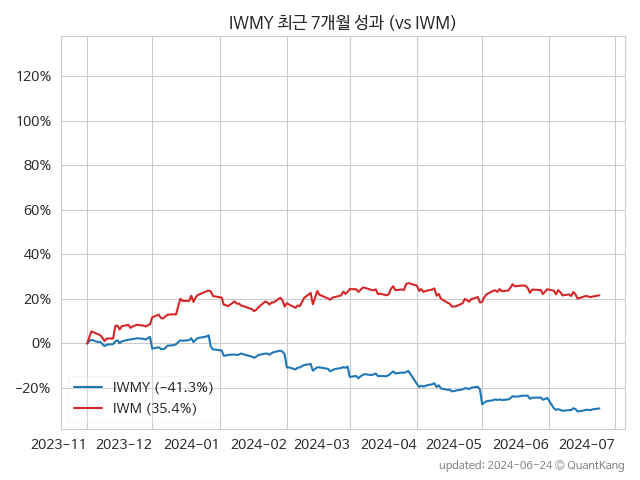 IWMY 최근 7개월 성과 (vs IWM)
120%
100%
80%
60%
40%
20%
0%
−20%
IWMY (−41.3%)
IWM (35.4%)
2023-11 2023-12 2024-01 2024-02 2024-03 2024-04 2024-05 2024-06 2024-07
updated: 2024-06-24 © QuantKang